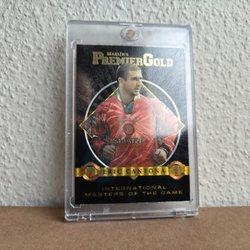 MERLIN'S
PREMIER GOLD
ERIC CANTONA
INTERNATIONAL
MASTERS OF THE GAME